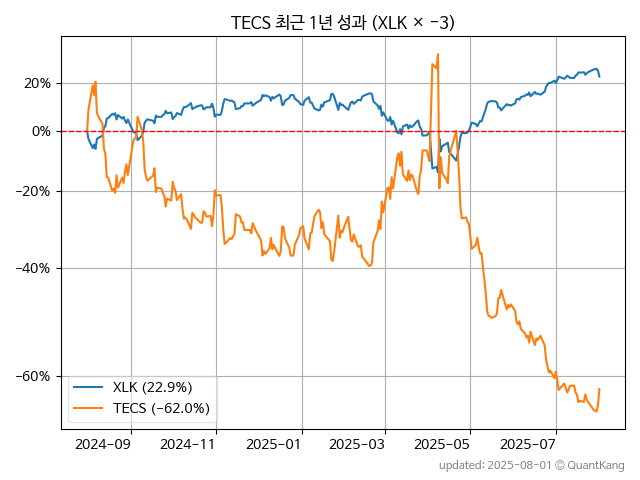 TECS 최근 1년 성과 (XLK × −3)
20%
0%
−20%
−40%
−60%
XLK (22.9%)
TECS (−62.0%)
2024−09
2024−11
2025−01
2025−03
2025−05
2025−07
updated: 2025−08−01 © QuantKang